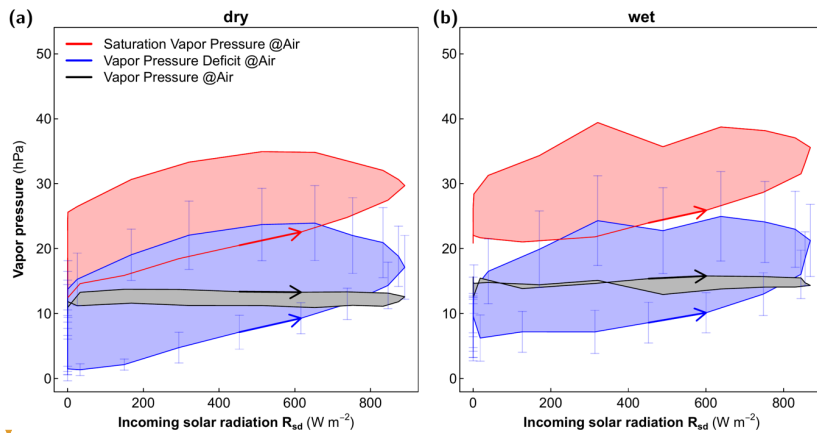 (a) dry
(b) wet
Saturation Vapor Pressure @Air
Vapor Pressure Deficit @Air
Vapor Pressure @Air
Vapor pressure (hPa)
50
40
30
20
10
0
0 200 400 600 800
Incoming solar radiation Rsd (W m−2)
50
40
30
20
10
0
0 200 400 600 800
Incoming solar radiation Rsd (W m−2)